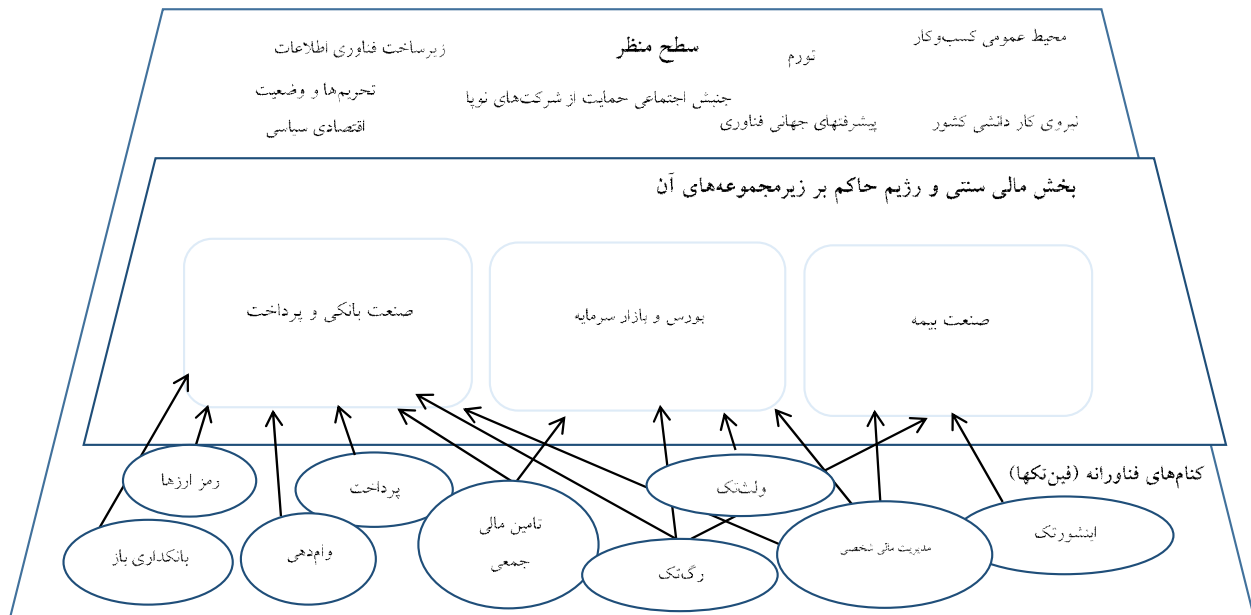 محیط عمومی کسب‌وکار
سطح منظر
تورم
زیرساخت فناوری اطلاعات
جنبش اجتماعی حمایت از شرکت‌های نوپا
تحریم‌ها و وضعیت
اقتصادی سیاسی
نیروی کار دانشی کشور
پیشرفتهای جهانی فناوری
بخش مالی سنتی و رژیم حاکم بر زیرمجموعه‌های آن
صنعت بیمه
بورس و بازار سرمایه
صنعت بانکی و پرداخت
کنام‌های فناورانه (فین‌تکها)
اینشورتک
مدیریت مالی شخصی
ولث‌تک
رگ‌تک
تامین مالی
جمعی
پرداخت
وام‌دهی
رمز ارزها
بانکداری باز